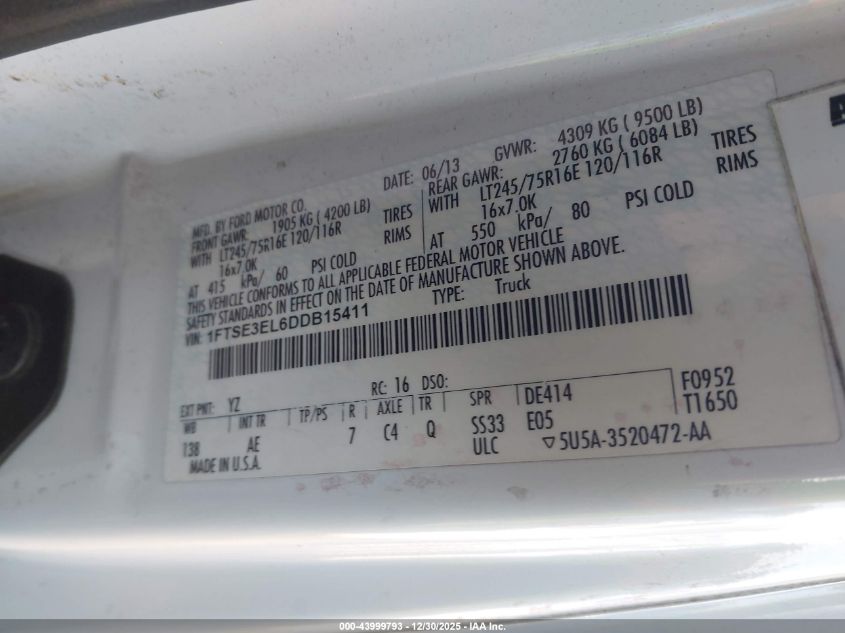 MFD. BY FORD MOTOR CO.
DATE: 06/13 GVWR: 4309 KG ( 9500 LB)
FRONT GAWR: 1905 KG ( 4200 LB)
REAR GAWR: 2760 KG ( 6084 LB)
WITH LT245/75R16E 120/116R TIRES
WITH LT245/75R16E 120/116R TIRES
16x7.0K RIMS
16x7.0K RIMS
AT 415 kPa/ 60 PSI COLD
AT 550 kPa/ 80 PSI COLD
THIS VEHICLE CONFORMS TO ALL APPLICABLE FEDERAL MOTOR VEHICLE
SAFETY STANDARDS IN EFFECT ON THE DATE OF MANUFACTURE SHOWN ABOVE.
VIN: 1FTSE3EL6DDB15411 TYPE: Truck
EXT PNT: YZ RC: 16 DSO:
WB INT TR TP/PS R AXLE TR SPR DE414 F0952
138 AE 7 C4 Q SS33 E05 T1650
ULC ▽5U5A-3520472-AA
MADE IN U.S.A.
000-43999793 - 12/30/2025 - IAA Inc.